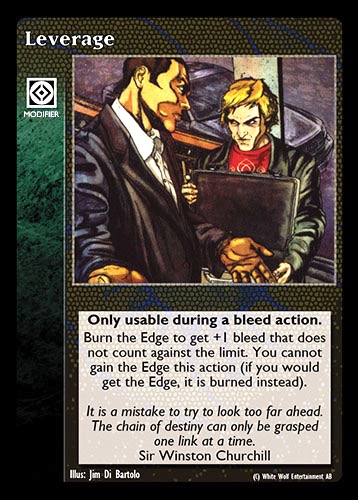 Leverage
MODIFIER
Only usable during a bleed action.
Burn the Edge to get +1 bleed that does
not count against the limit. You cannot
gain the Edge this action (if you would
get the Edge, it is burned instead).
It is a mistake to try to look too far ahead.
The chain of destiny can only be grasped
one link at a time.
Sir Winston Churchill
Illus: Jim Di Bartolo
(C) White Wolf Entertainment AB